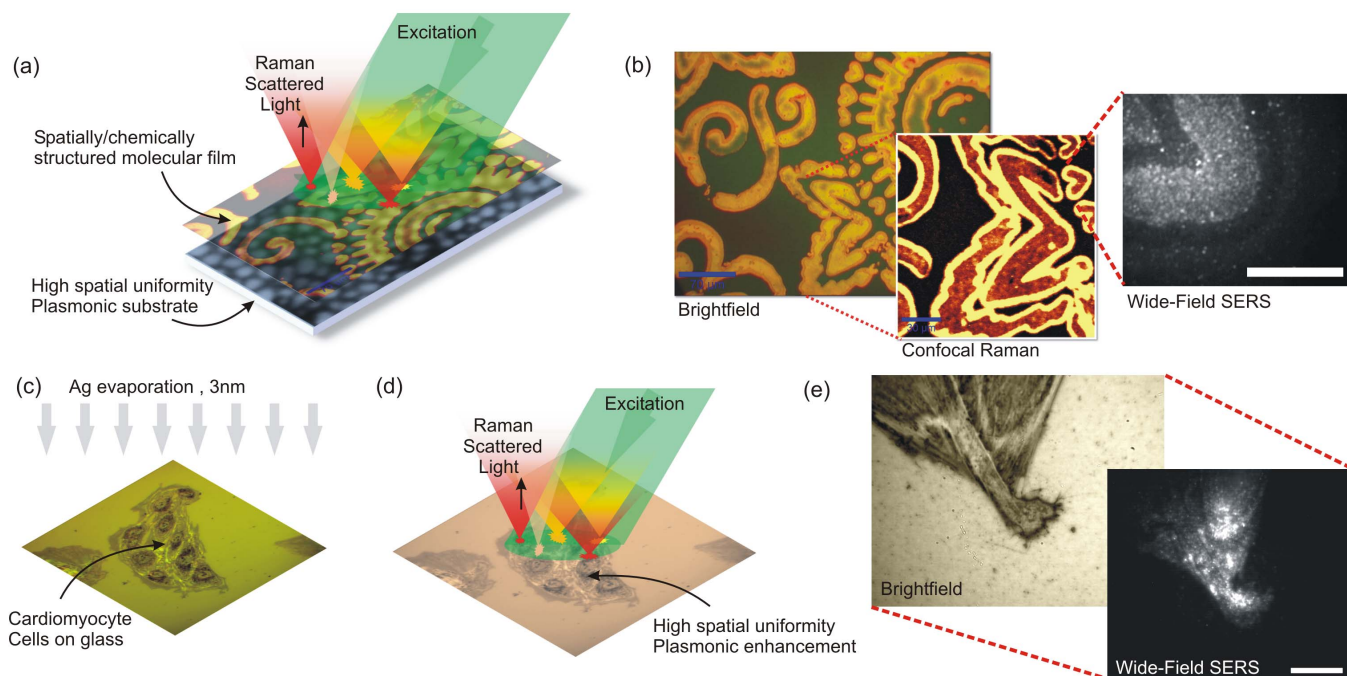 (a)
Excitation
Raman
Scattered
Light
Spatially/chemically
structured molecular film
High spatial uniformity
Plasmonic substrate
(b)
Brightfield
30 µm
Confocal Raman
Wide-Field SERS
(c)
Ag evaporation , 3nm
Cardiomyocyte
Cells on glass
(d)
Excitation
Raman
Scattered
Light
High spatial uniformity
Plasmonic enhancement
(e)
Brightfield
Wide-Field SERS